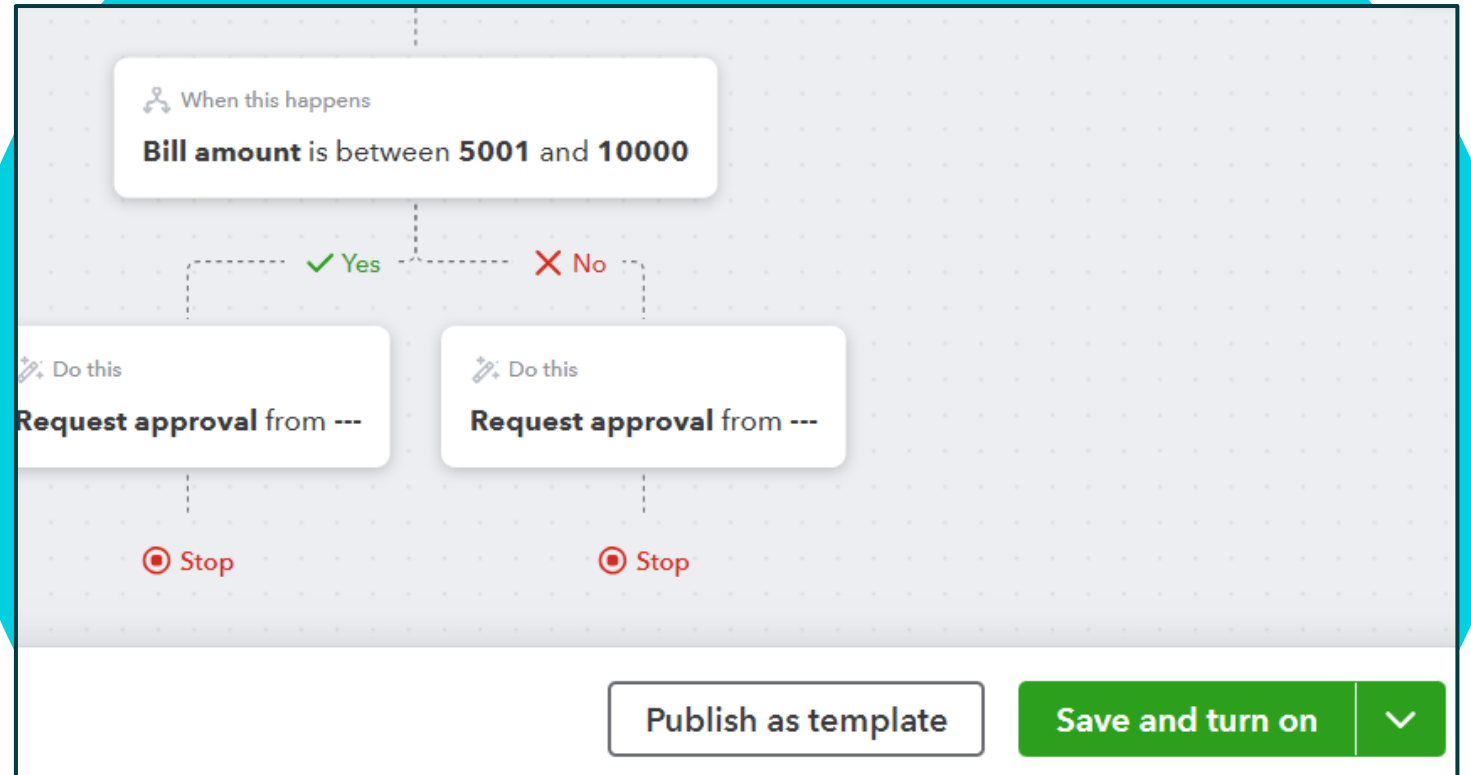 When this happens
Bill amount is between 5001 and 10000
Yes
No
Do this
Request approval from ---
Do this
Request approval from ---
Stop
Stop
Publish as template
Save and turn on